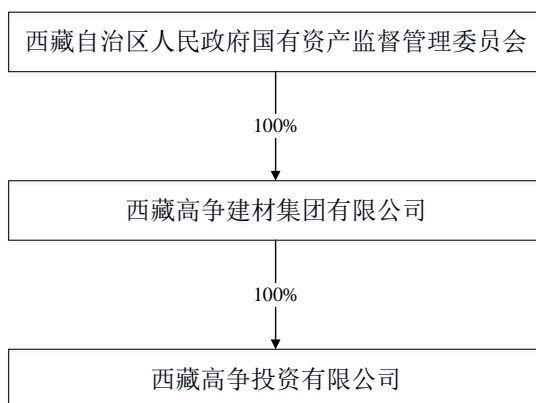 西藏自治区人民政府国有资产监督管理委员会
100%
西藏高争建材集团有限公司
100%
西藏高争投资有限公司